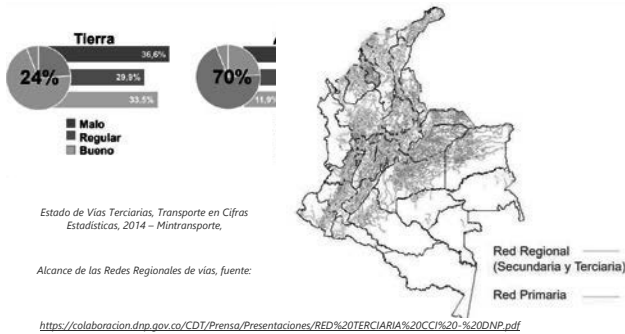 Tierra
24%
36,6%
29,9%
33,5%
70%
11,9%
Malo
Regular
Bueno
Estado de Vías Terciarias, Transporte en Cifras
Estadísticas, 2014 – Mintransporte,
Alcance de las Redes Regionales de vías, fuente:
Red Regional
(Secundaria y Terciaria)
Red Primaria
https://colaboracion.dnp.gov.co/CDT/Prensa/Presentaciones/RED%20TERCIARIA%20CCI%20-%20DNP.pdf